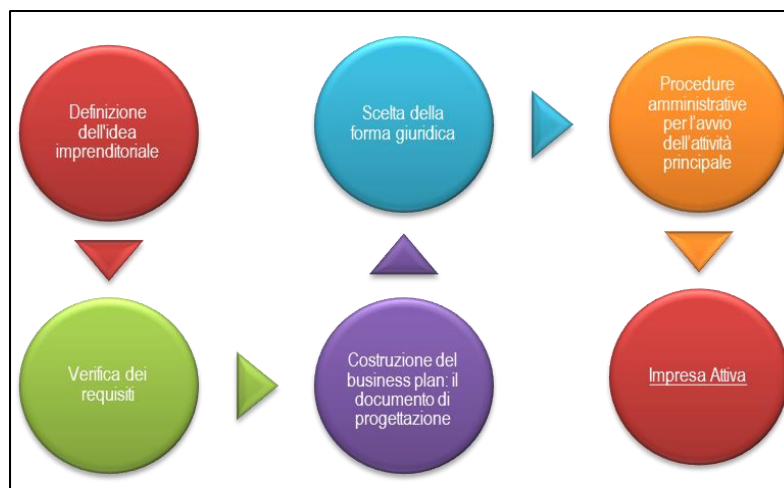 Definizione
dell'idea
imprenditoriale
Verifica dei
requisiti
Costruzione del
business plan: il
documento di
progettazione
Scelta della
forma giuridica
Procedure
amministrative
per l'avvio
dell'attività
principale
Impresa Attiva